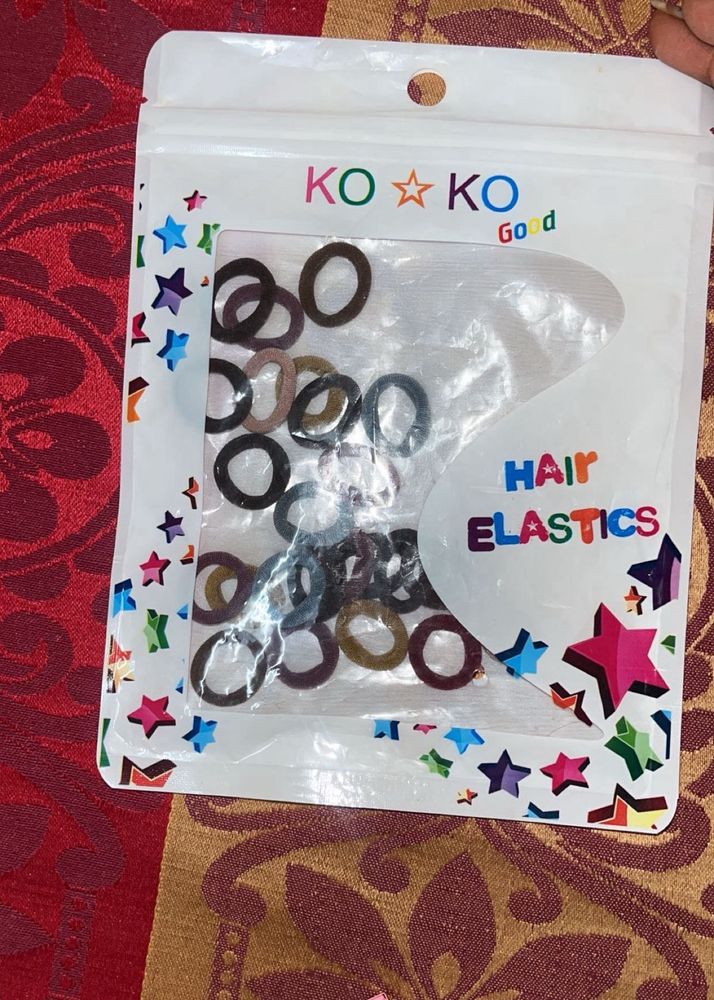 KO ☆ KO
Good
HAir
ELASTICS